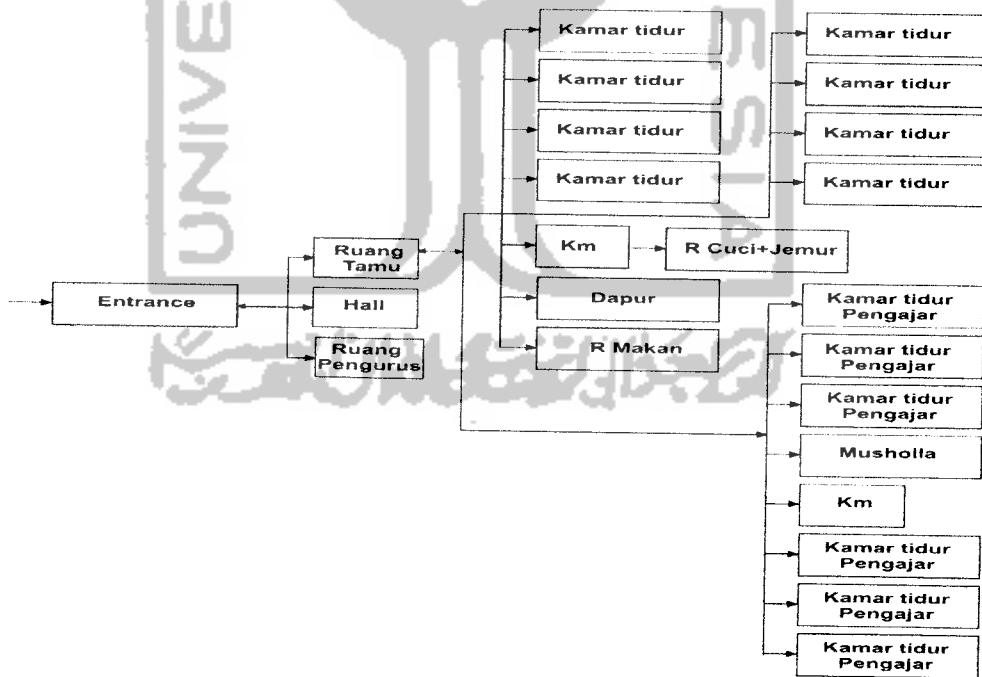 Kamar tidur
Kamar tidur
Kamar tidur
Kamar tidur
Kamar tidur
Kamar tidur
Kamar tidur
Kamar tidur
Ruang
Tamu
Km
R Cuci+Jemur
Entrance
Hall
Dapur
Ruang
Pengurus
R Makan
Kamar tidur
Pengajar
Kamar tidur
Pengajar
Kamar tidur
Pengajar
Musholla
Km
Kamar tidur
Pengajar
Kamar tidur
Pengajar
Kamar tidur
Pengajar
UNIVE
ESIA